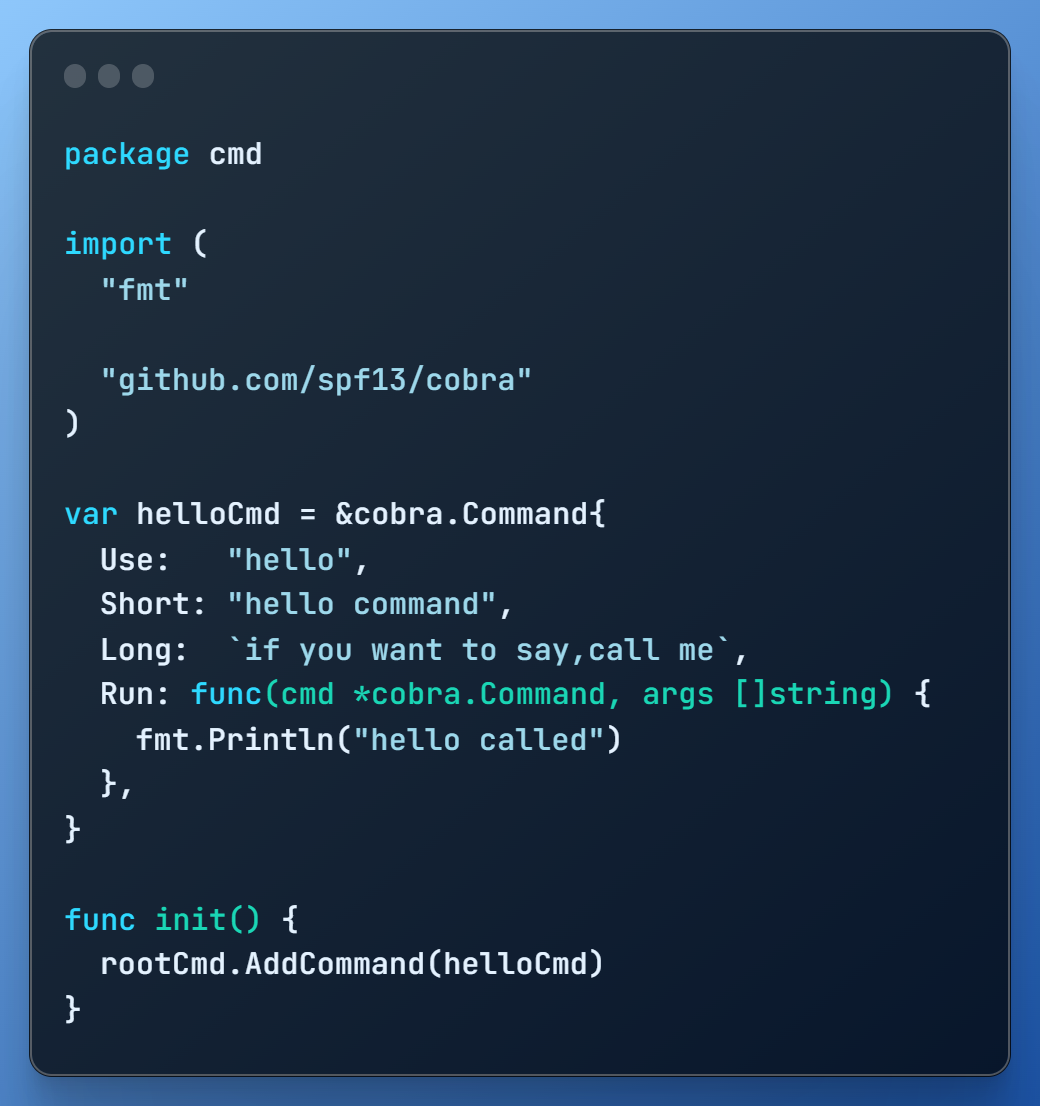 package cmd

import (
  "fmt"

  "github.com/spf13/cobra"
)

var helloCmd = &cobra.Command{
  Use:   "hello",
  Short: "hello command",
  Long:  `if you want to say,call me`,
  Run: func(cmd *cobra.Command, args []string) {
    fmt.Println("hello called")
  },
}

func init() {
  rootCmd.AddCommand(helloCmd)
}